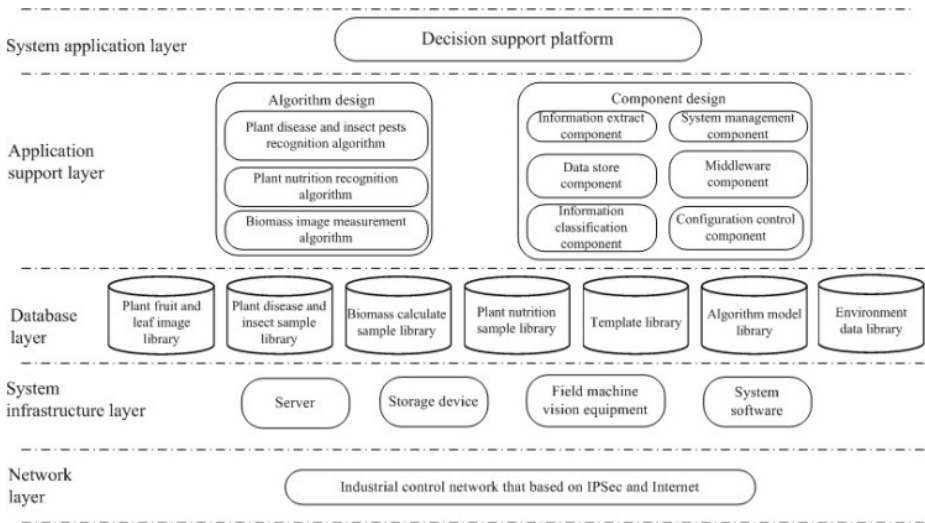 System application layer
Decision support platform
Application
support layer
Algorithm design
Plant disease and insect pests
recognition algorithm
Plant nutrition recognition
algorithm
Biomass image measurement
algorithm
Component design
Information extract
component
System management
component
Data store
component
Middleware
component
Information
classification
component
Configuration control
component
Database
layer
Plant fruit and
leaf image
library
Plant disease and
insect sample
library
Biomass calculate
sample library
Plant nutrition
sample library
Template library
Algorithm model
library
Environment
data library
System
infrastructure layer
Server
Storage device
Field machine
vision equipment
System
software
Network
layer
Industrial control network that based on IPSec and Internet